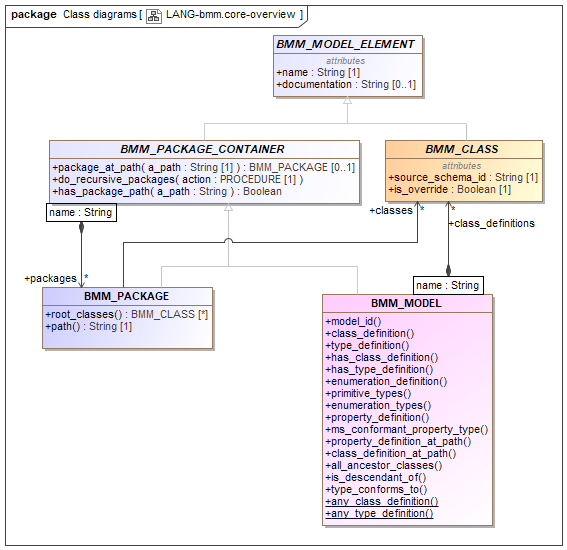 package Class diagrams [ LANG-bmm.core-overview ]
BMM_MODEL_ELEMENT
attributes
+name : String [1]
+documentation : String [0..1]
BMM_PACKAGE_CONTAINER
+package_at_path( a_path : String [1] ) : BMM_PACKAGE [0..1]
+do_recursive_packages( action : PROCEDURE [1] )
+has_package_path( a_path : String ) : Boolean
BMM_CLASS
attributes
+source_schema_id : String [1]
+is_override : Boolean [1]
name : String
+classes
*
*
+class_definitions
+packages
*
name : String
BMM_PACKAGE
+root_classes() : BMM_CLASS [*]
+path() : String [1]
BMM_MODEL
+model_id()
+class_definition()
+type_definition()
+has_class_definition()
+has_type_definition()
+enumeration_definition()
+primitive_types()
+enumeration_types()
+property_definition()
+ms_conformant_property_type()
+property_definition_at_path()
+class_definition_at_path()
+all_ancestor_classes()
+is_descendant_of()
+type_conforms_to()
+any_class_definition()
+any_type_definition()